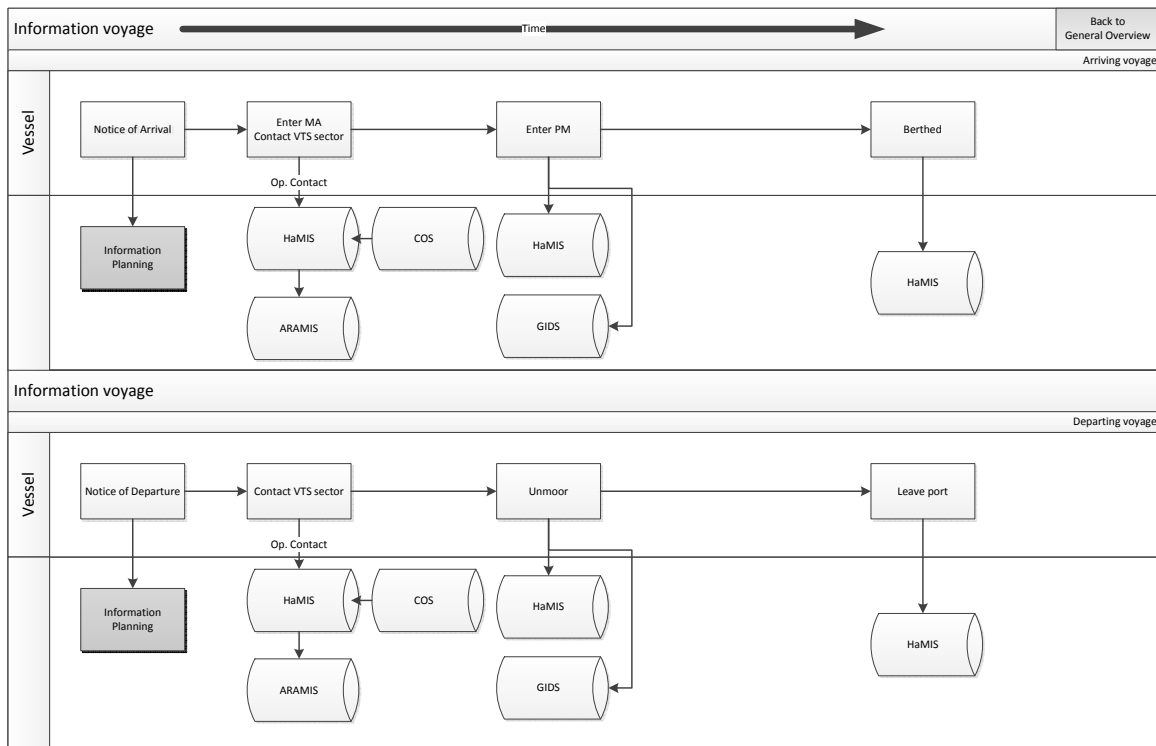 Information voyage
Time
Back to
General Overview
Arriving voyage
Vessel
Notice of Arrival
Enter MA
Contact VTS sector
Enter PM
Berthed
Op. Contact
HaMIS
COS
HaMIS
Information
Planning
HaMIS
ARAMIS
GIDS
Information voyage
Departing voyage
Vessel
Notice of Departure
Contact VTS sector
Unmoor
Leave port
Op. Contact
HaMIS
COS
HaMIS
Information
Planning
HaMIS
ARAMIS
GIDS